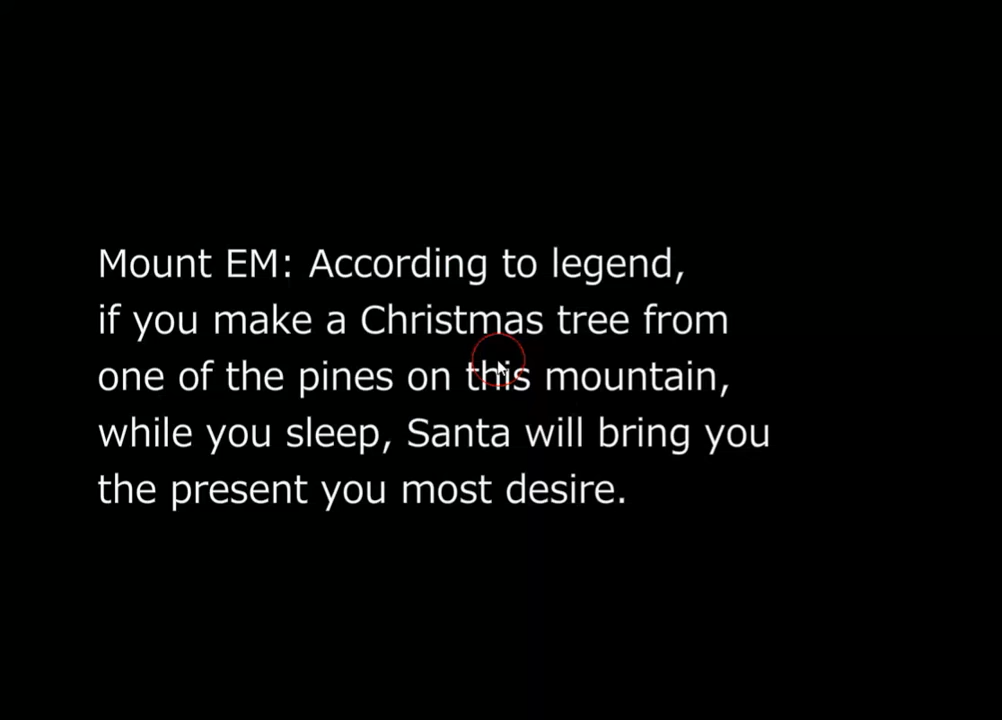 Mount EM: According to legend,
if you make a Christmas tree from
one of the pines on this mountain,
while you sleep, Santa will bring you
the present you most desire.